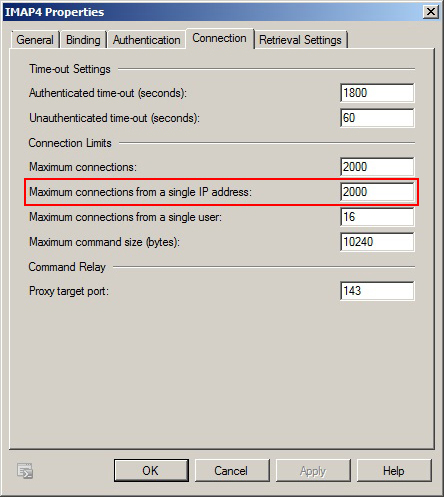 IMAP4 Properties
General Binding Authentication Connection Retrieval Settings
Time-out Settings
Authenticated time-out (seconds): 1800
Unauthenticated time-out (seconds): 60
Connection Limits
Maximum connections: 2000
Maximum connections from a single IP address: 2000
Maximum connections from a single user: 16
Maximum command size (bytes): 10240
Command Relay
Proxy target port: 143
OK Cancel Apply Help